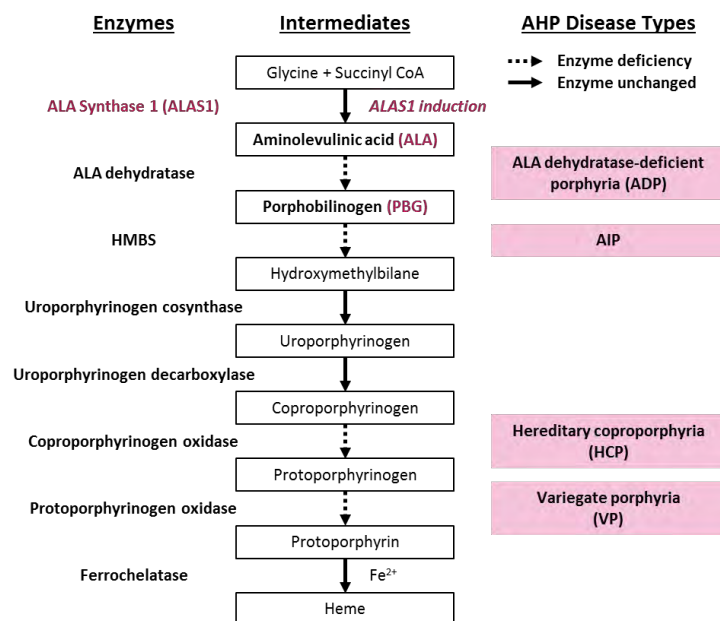 Enzymes
Intermediates
AHP Disease Types
Enzyme deficiency
Enzyme unchanged
Glycine + Succinyl CoA
ALA Synthase 1 (ALAS1)
ALAS1 induction
Aminolevulinic acid (ALA)
ALA dehydratase
ALA dehydratase-deficient
porphyria (ADP)
Porphobilinogen (PBG)
HMBS
AIP
Hydroxymethylbilane
Uroporphyrinogen cosynthase
Uroporphyrinogen
Uroporphyrinogen decarboxylase
Coproporphyrinogen
Coproporphyrinogen oxidase
Hereditary coproporphyria
(HCP)
Protoporphyrinogen
Protoporphyrinogen oxidase
Variegate porphyria
(VP)
Protoporphyrin
Ferrochelatase
Fe²⁺
Heme